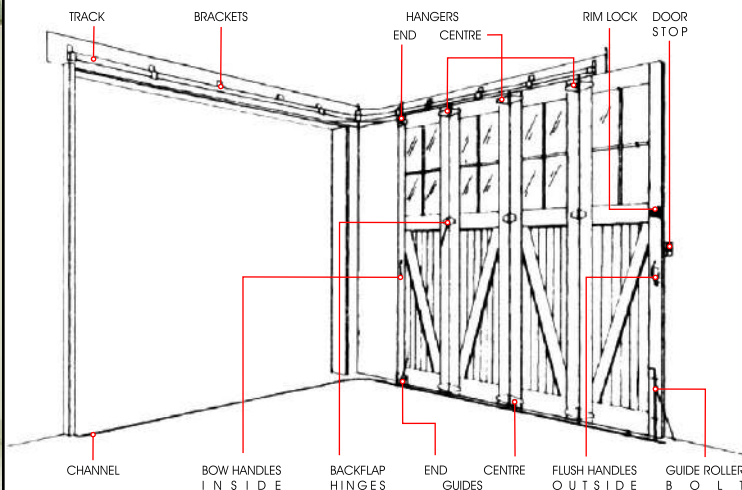 TRACK
BRACKETS
HANGERS
RIM LOCK
DOOR
STOP
END
CENTRE
CHANNEL
BOW HANDLES
INSIDE
BACKFLAP
HINGES
END
CENTRE
GUIDES
FLUSH HANDLES
OUTSIDE
GUIDE ROLLER
BOLT